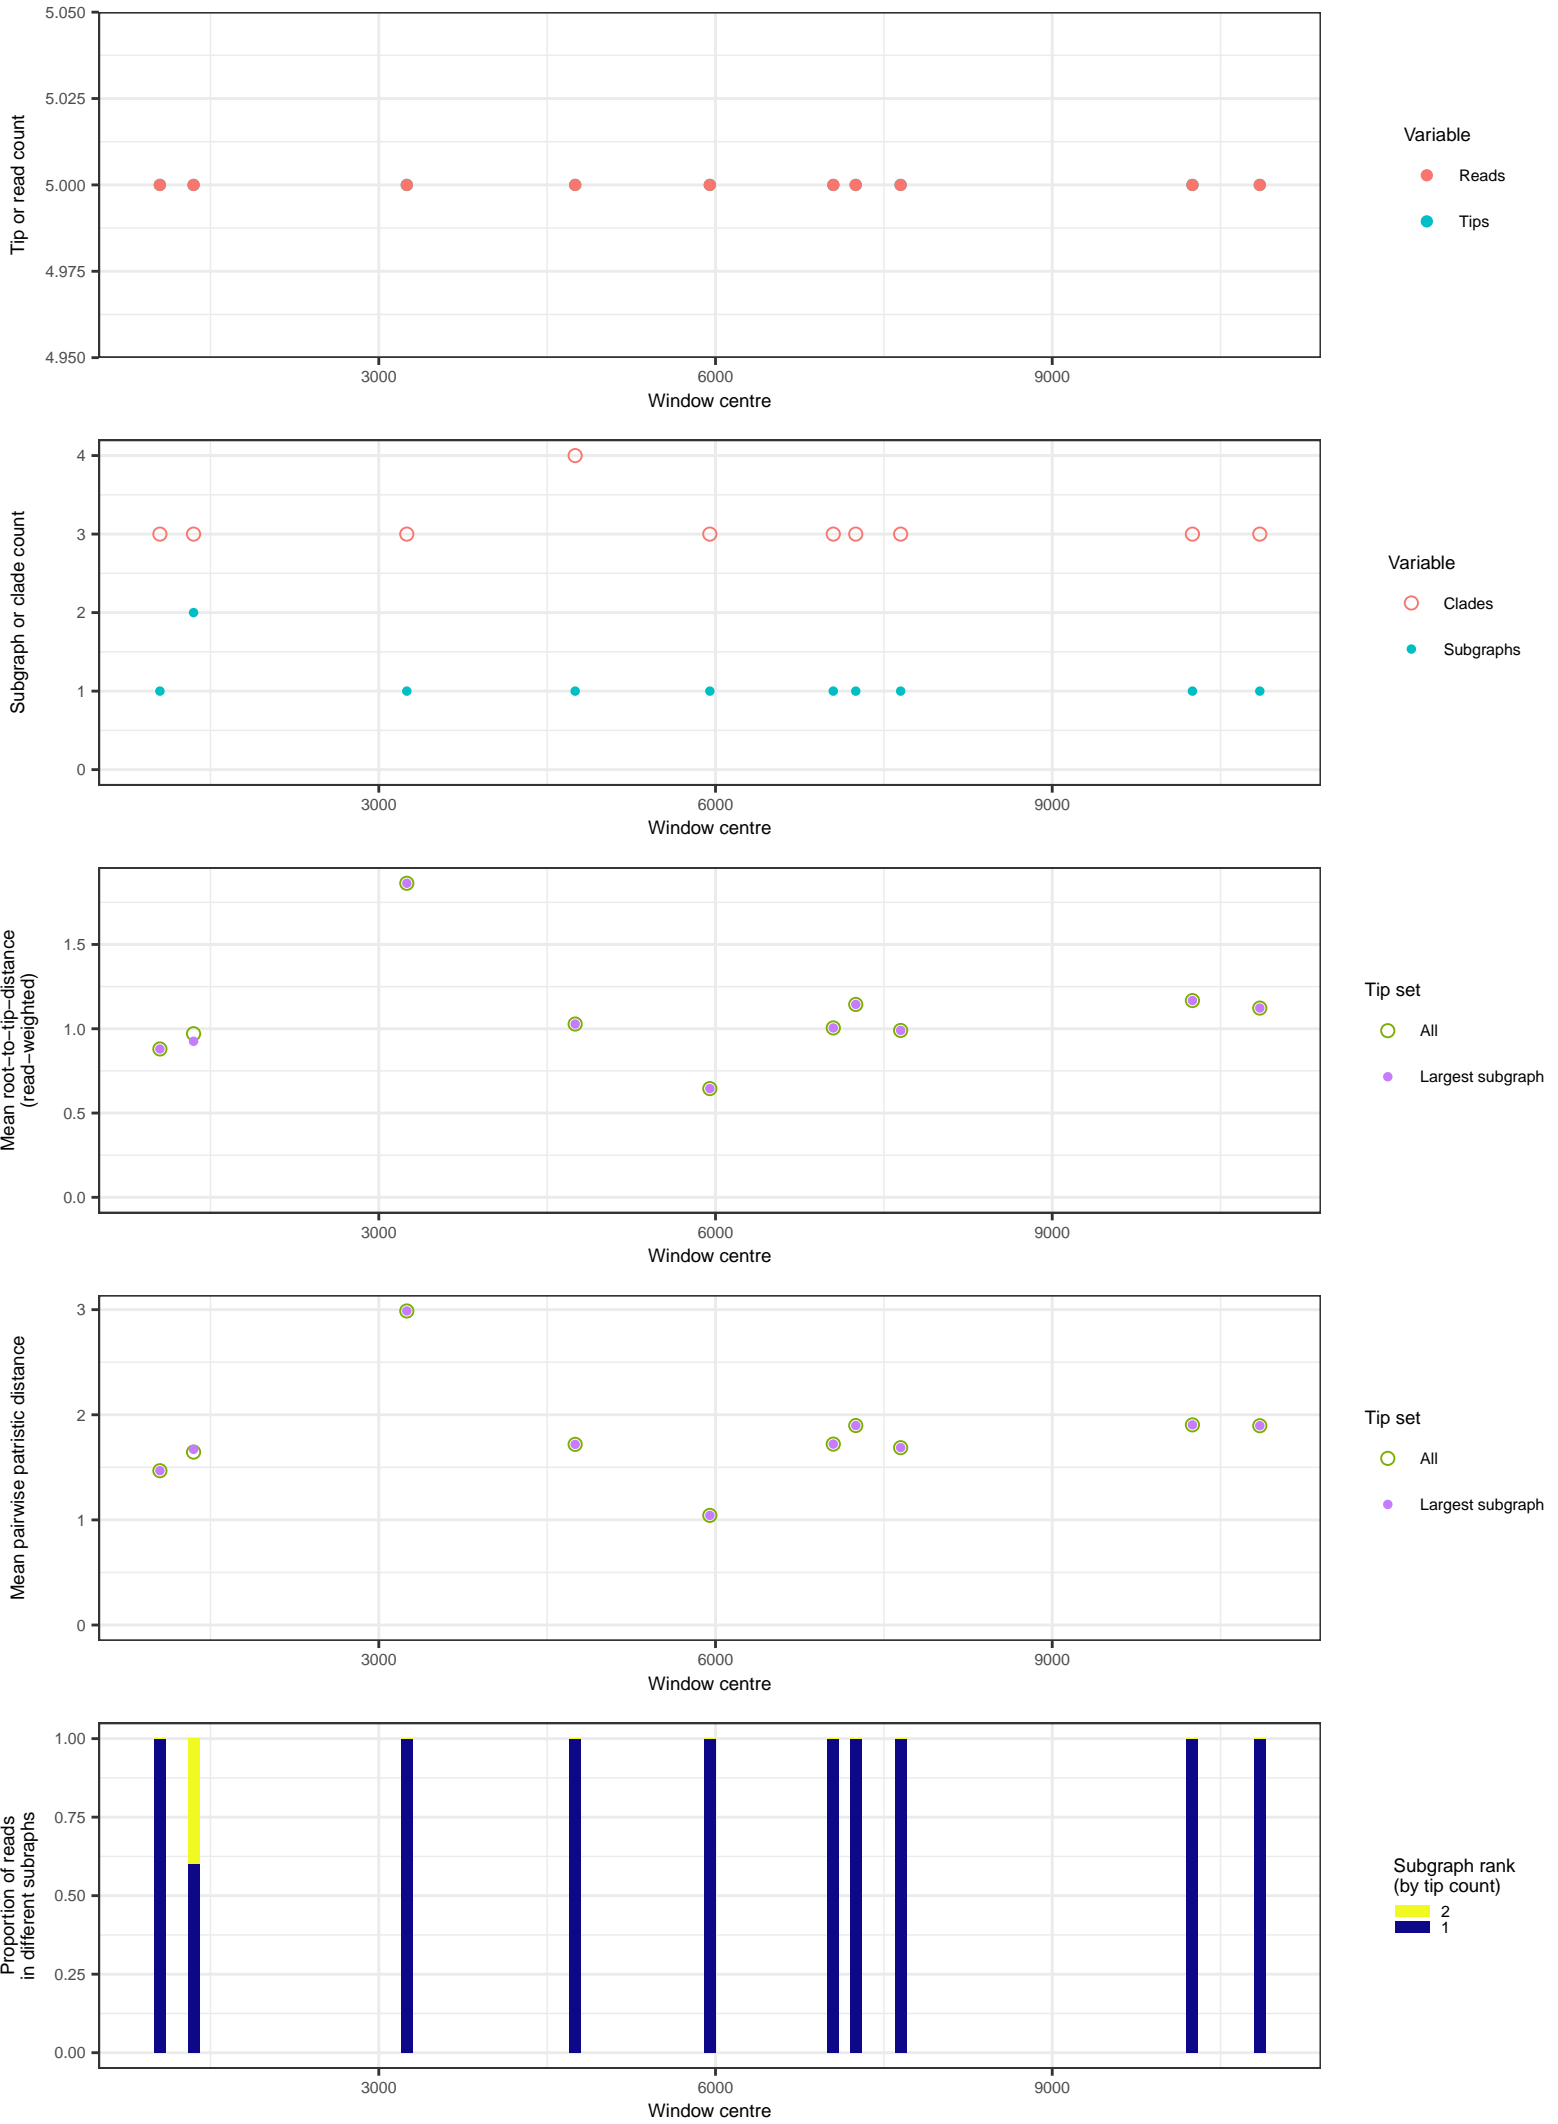 Tip or read count
5.050
5.025
5.000
4.975
4.950
3000 6000 9000
Window centre
Variable
Reads
Tips
Subgraph or clade count
4
3
2
1
0
3000 6000 9000
Window centre
Variable
Clades
Subgraphs
Mean root−to−tip−distance
(read−weighted)
1.5
1.0
0.5
0.0
3000 6000 9000
Window centre
Tip set
All
Largest subgraph
Mean pairwise patristic distance
3
2
1
0
3000 6000 9000
Window centre
Tip set
All
Largest subgraph
Proportion of reads
in different subraphs
1.00
0.75
0.50
0.25
0.00
3000 6000 9000
Window centre
Subgraph rank
(by tip count)
2
1